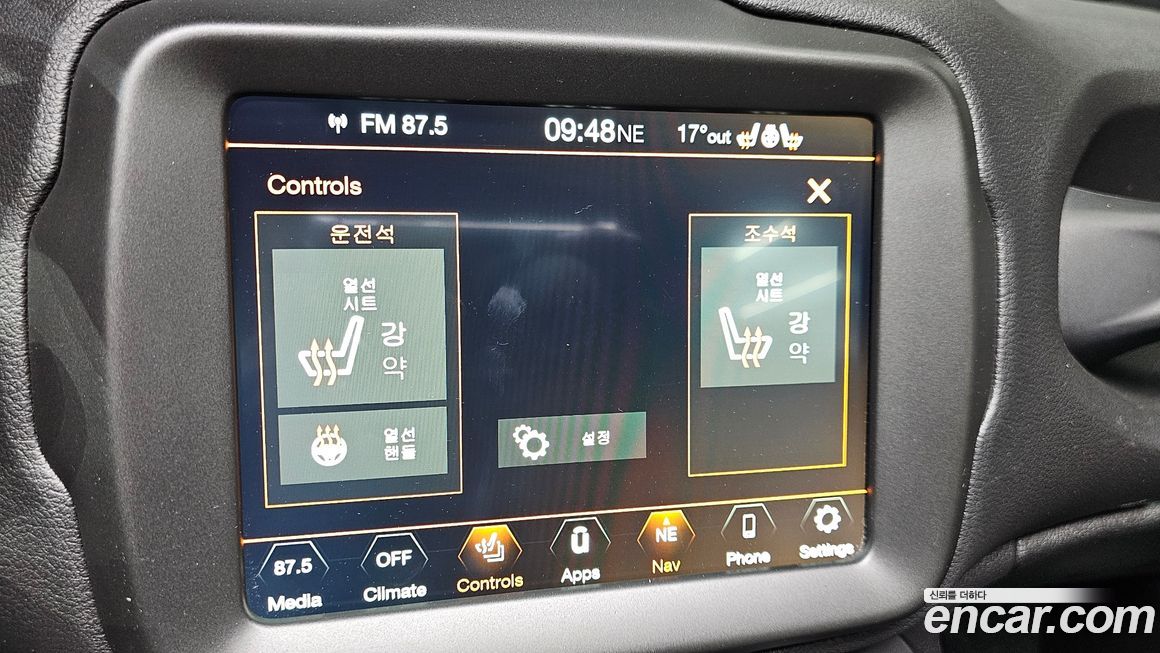 FM 87.5
09:48NE
17°out
Controls
X
운전석
열선
시트
강
약
열선
핸들
설정
조수석
열선
시트
강
약
87.5
Media
OFF
Climate
Controls
Apps
NE
Nav
Phone
Settings
신뢰를 더하다
encar.com